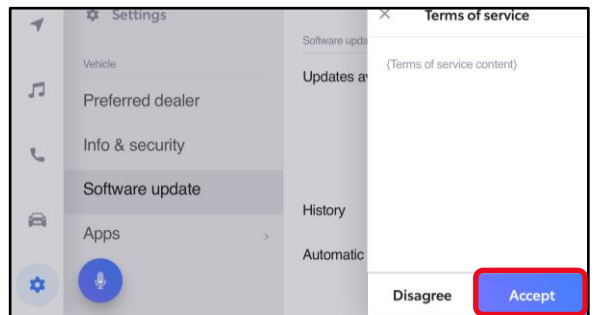 Settings
Vehicle
Preferred dealer
Info & security
Software update
Apps
Software upda
Updates av
History
Automatic
Terms of service
{Terms of service content}
Disagree
Accept